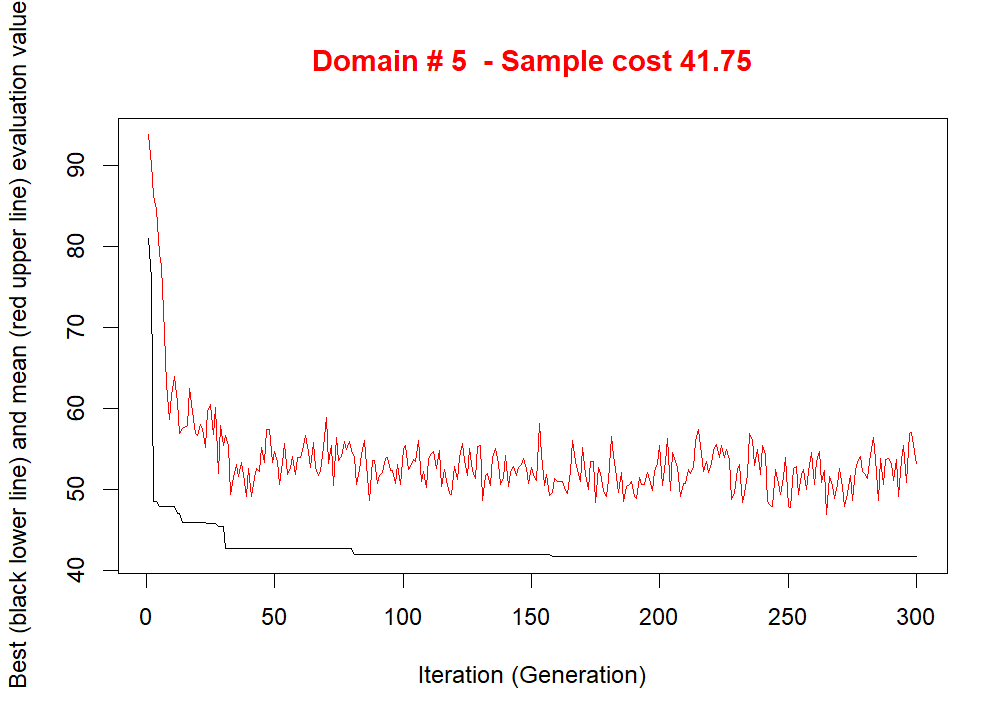 Domain # 5  - Sample cost 41.75
Best (black lower line) and mean (red upper line) evaluation value
90
80
70
60
50
40
0 50 100 150 200 250 300
Iteration (Generation)